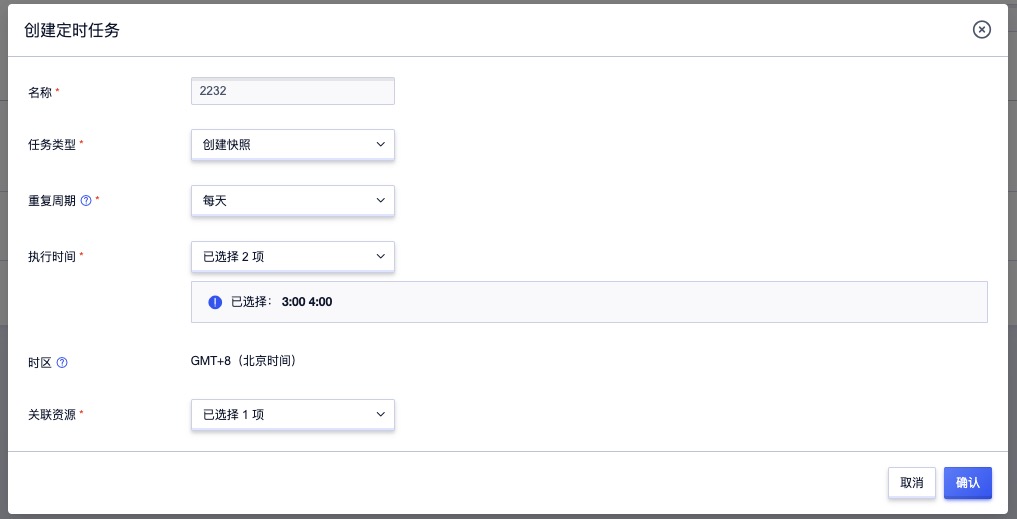 创建定时任务
名称 *
2232
任务类型 *
创建快照
重复周期 *
每天
执行时间 *
已选择 2 项
已选择： 3:00 4:00
时区
GMT+8（北京时间）
关联资源 *
已选择 1 项
取消
确认